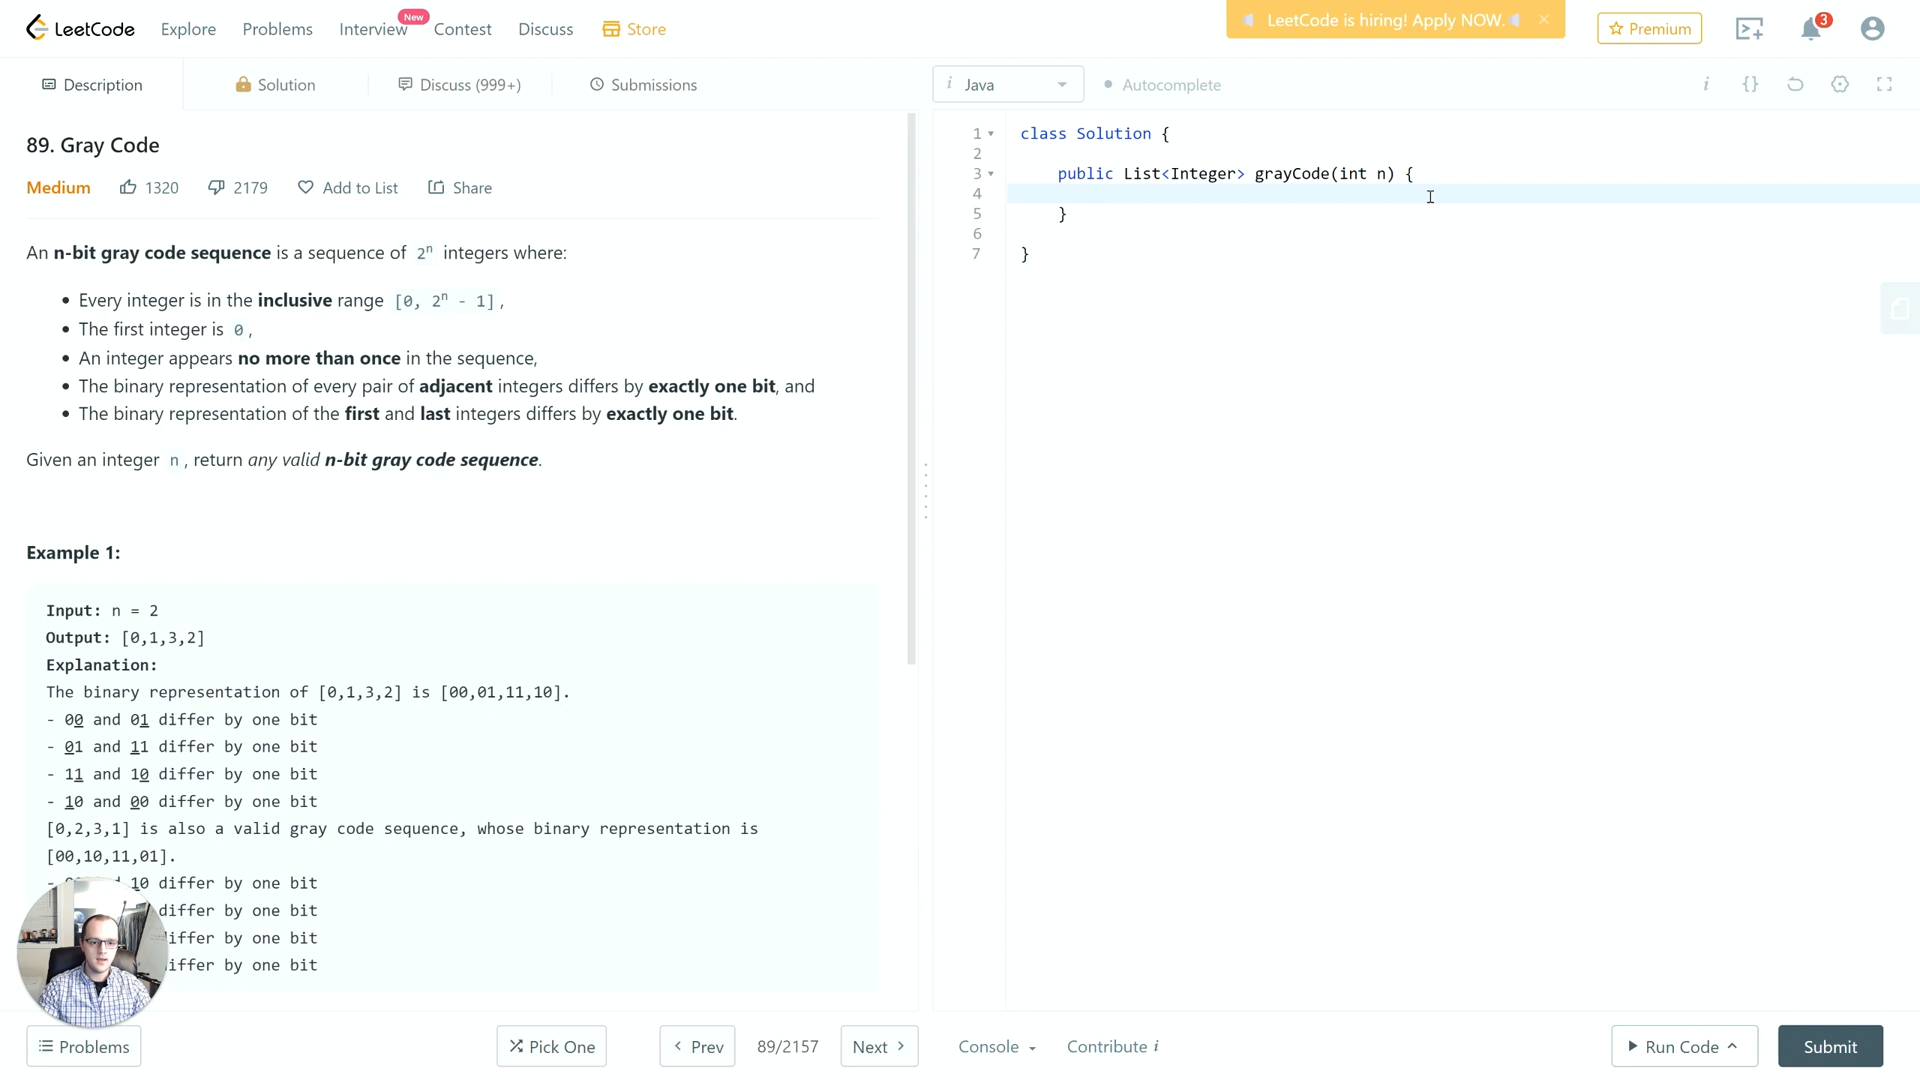 LeetCode Explore Problems Interview New Contest Discuss Store LeetCode is hiring! Apply NOW. × Premium 3
Description Solution Discuss (999+) Submissions i Java Autocomplete i {}
89. Gray Code
Medium 1320 2179 Add to List Share
An n-bit gray code sequence is a sequence of 2ⁿ integers where:
• Every integer is in the inclusive range [0, 2ⁿ - 1],
• The first integer is 0,
• An integer appears no more than once in the sequence,
• The binary representation of every pair of adjacent integers differs by exactly one bit, and
• The binary representation of the first and last integers differs by exactly one bit.
Given an integer n, return any valid n-bit gray code sequence.
Example 1:
Input: n = 2
Output: [0,1,3,2]
Explanation:
The binary representation of [0,1,3,2] is [00,01,11,10].
- 00 and 01 differ by one bit
- 01 and 11 differ by one bit
- 11 and 10 differ by one bit
- 10 and 00 differ by one bit
[0,2,3,1] is also a valid gray code sequence, whose binary representation is
[00,10,11,01].
- 10 differ by one bit
differ by one bit
differ by one bit
differ by one bit
1 class Solution {
2
3 public List<Integer> grayCode(int n) {
4
5 }
6
7 }
Problems Pick One < Prev 89/2157 Next > Console Contribute i Run Code Submit